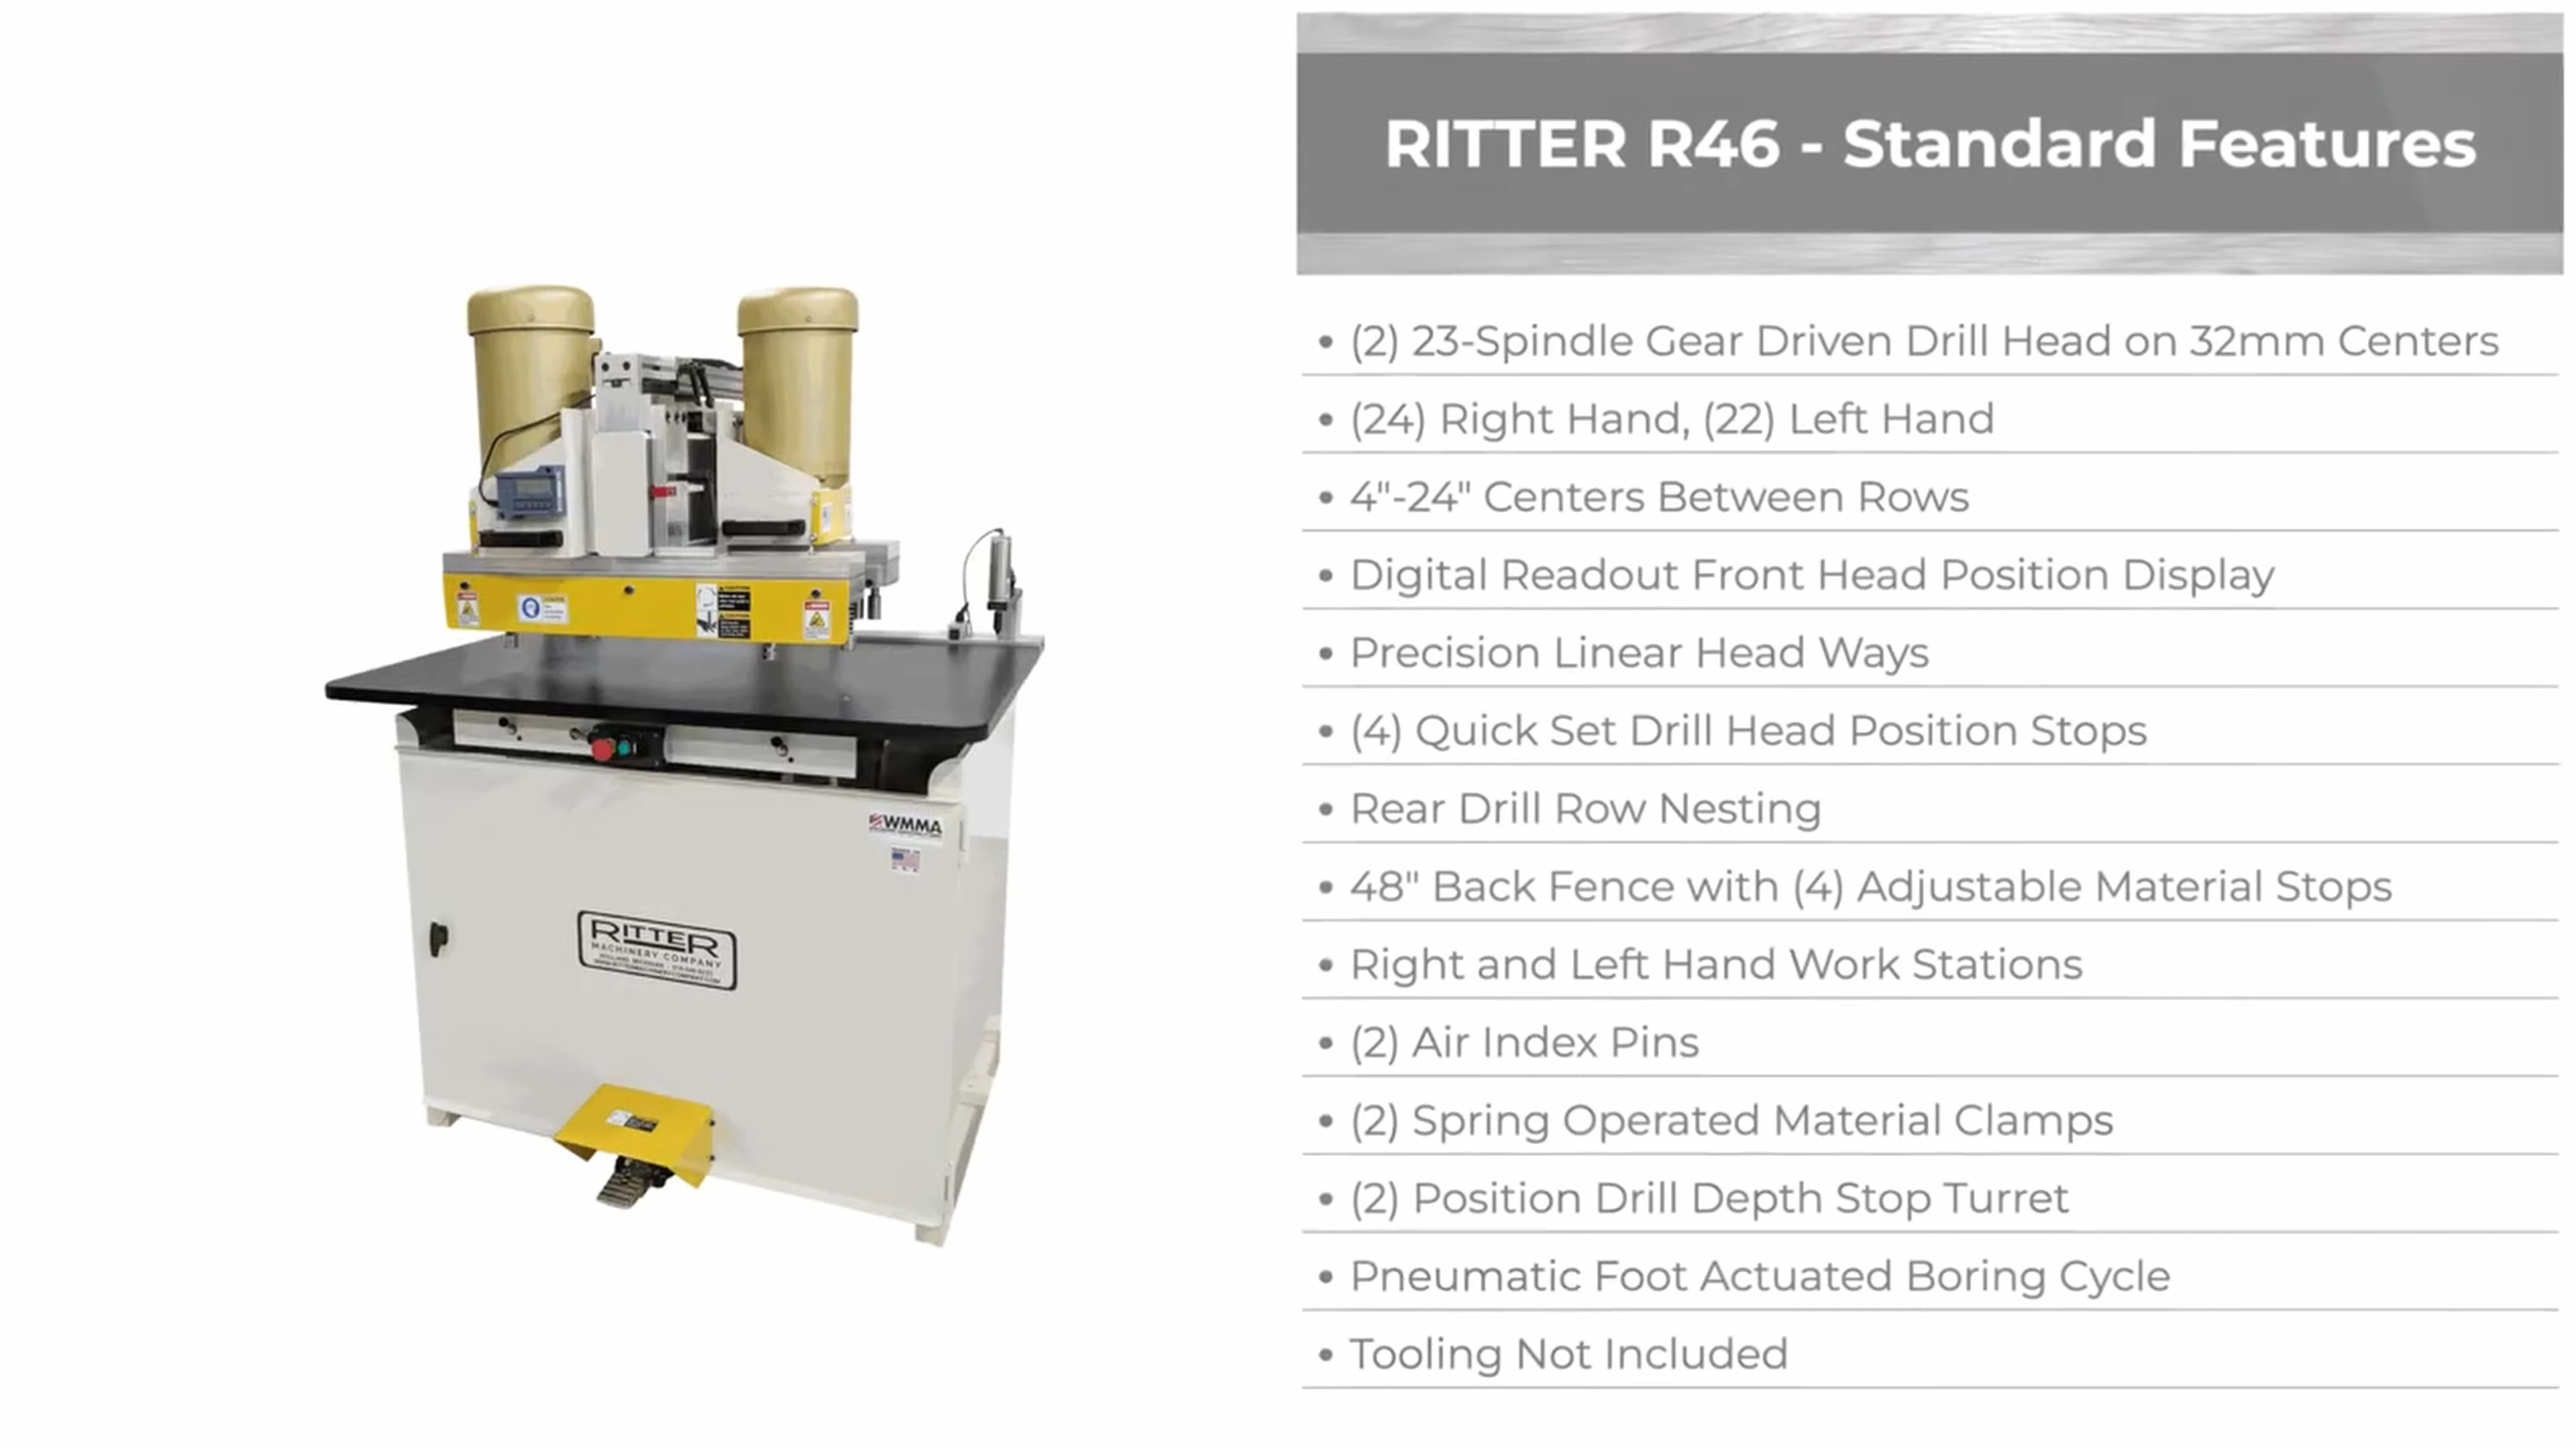 RITTER R46 - Standard Features
• (2) 23-Spindle Gear Driven Drill Head on 32mm Centers
• (24) Right Hand, (22) Left Hand
• 4"-24" Centers Between Rows
• Digital Readout Front Head Position Display
• Precision Linear Head Ways
• (4) Quick Set Drill Head Position Stops
• Rear Drill Row Nesting
• 48" Back Fence with (4) Adjustable Material Stops
• Right and Left Hand Work Stations
• (2) Air Index Pins
• (2) Spring Operated Material Clamps
• (2) Position Drill Depth Stop Turret
• Pneumatic Foot Actuated Boring Cycle
• Tooling Not Included
WMMA
RITTER
MACHINERY COMPANY